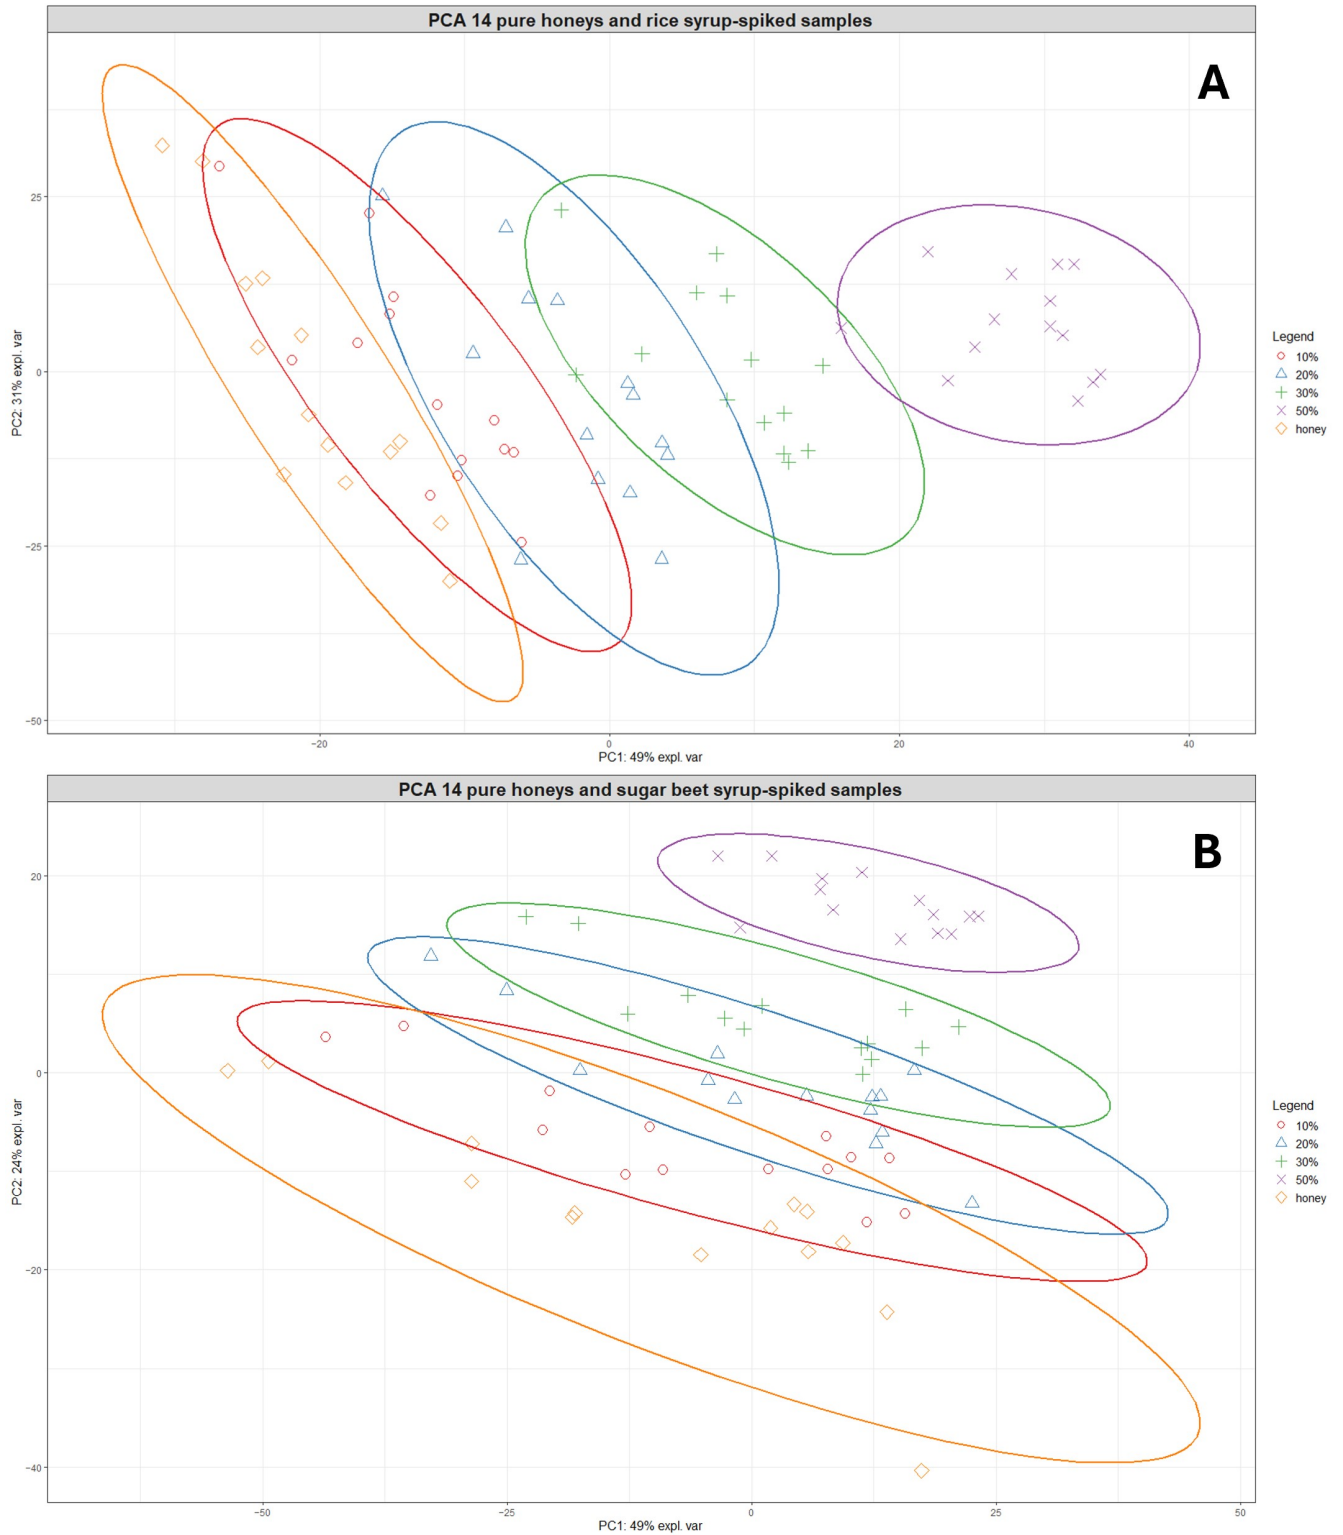 PCA 14 pure honeys and rice syrup-spiked samples
A
25
0
−25
−50
PC2: 31% expl. var
−20
0
20
40
PC1: 49% expl. var
Legend
10%
20%
30%
50%
honey
PCA 14 pure honeys and sugar beet syrup-spiked samples
B
20
0
−20
−40
PC2: 24% expl. var
−50
−25
0
25
50
PC1: 49% expl. var
Legend
10%
20%
30%
50%
honey